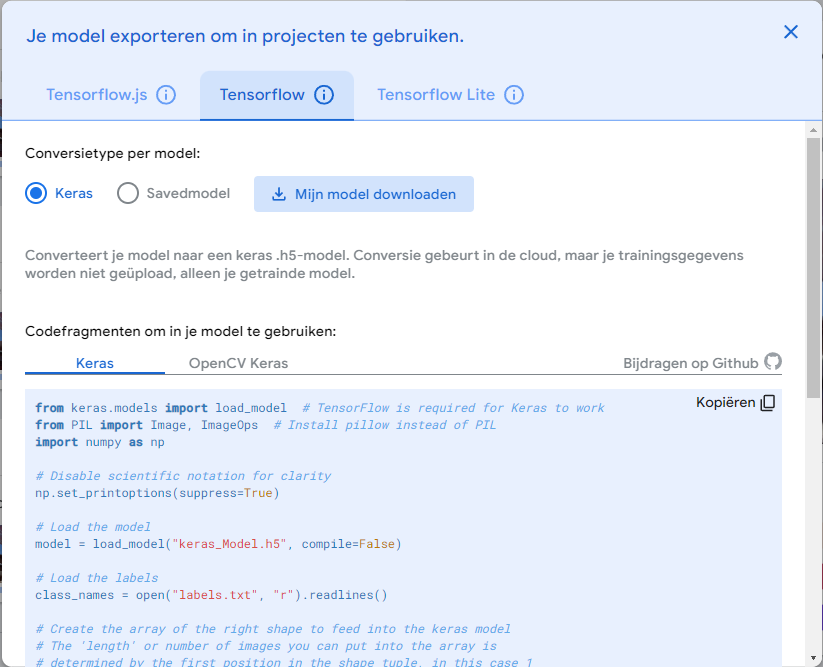 Je model exporteren om in projecten te gebruiken.
Tensorflow.js
Tensorflow
Tensorflow Lite
Conversietype per model:
Keras
Savedmodel
Mijn model downloaden
Converteert je model naar een keras .h5-model. Conversie gebeurt in de cloud, maar je trainingsgegevens
worden niet geüpload, alleen je getrainde model.
Codefragmenten om in je model te gebruiken:
Keras
OpenCV Keras
Bijdragen op Github
Kopiëren
from keras.models import load_model  # TensorFlow is required for Keras to work
from PIL import Image, ImageOps  # Install pillow instead of PIL
import numpy as np
# Disable scientific notation for clarity
np.set_printoptions(suppress=True)
# Load the model
model = load_model("keras_Model.h5", compile=False)
# Load the labels
class_names = open("labels.txt", "r").readlines()
# Create the array of the right shape to feed into the keras model
# The 'length' or number of images you can put into the array is
# determined by the first position in the shape tuple, in this case 1